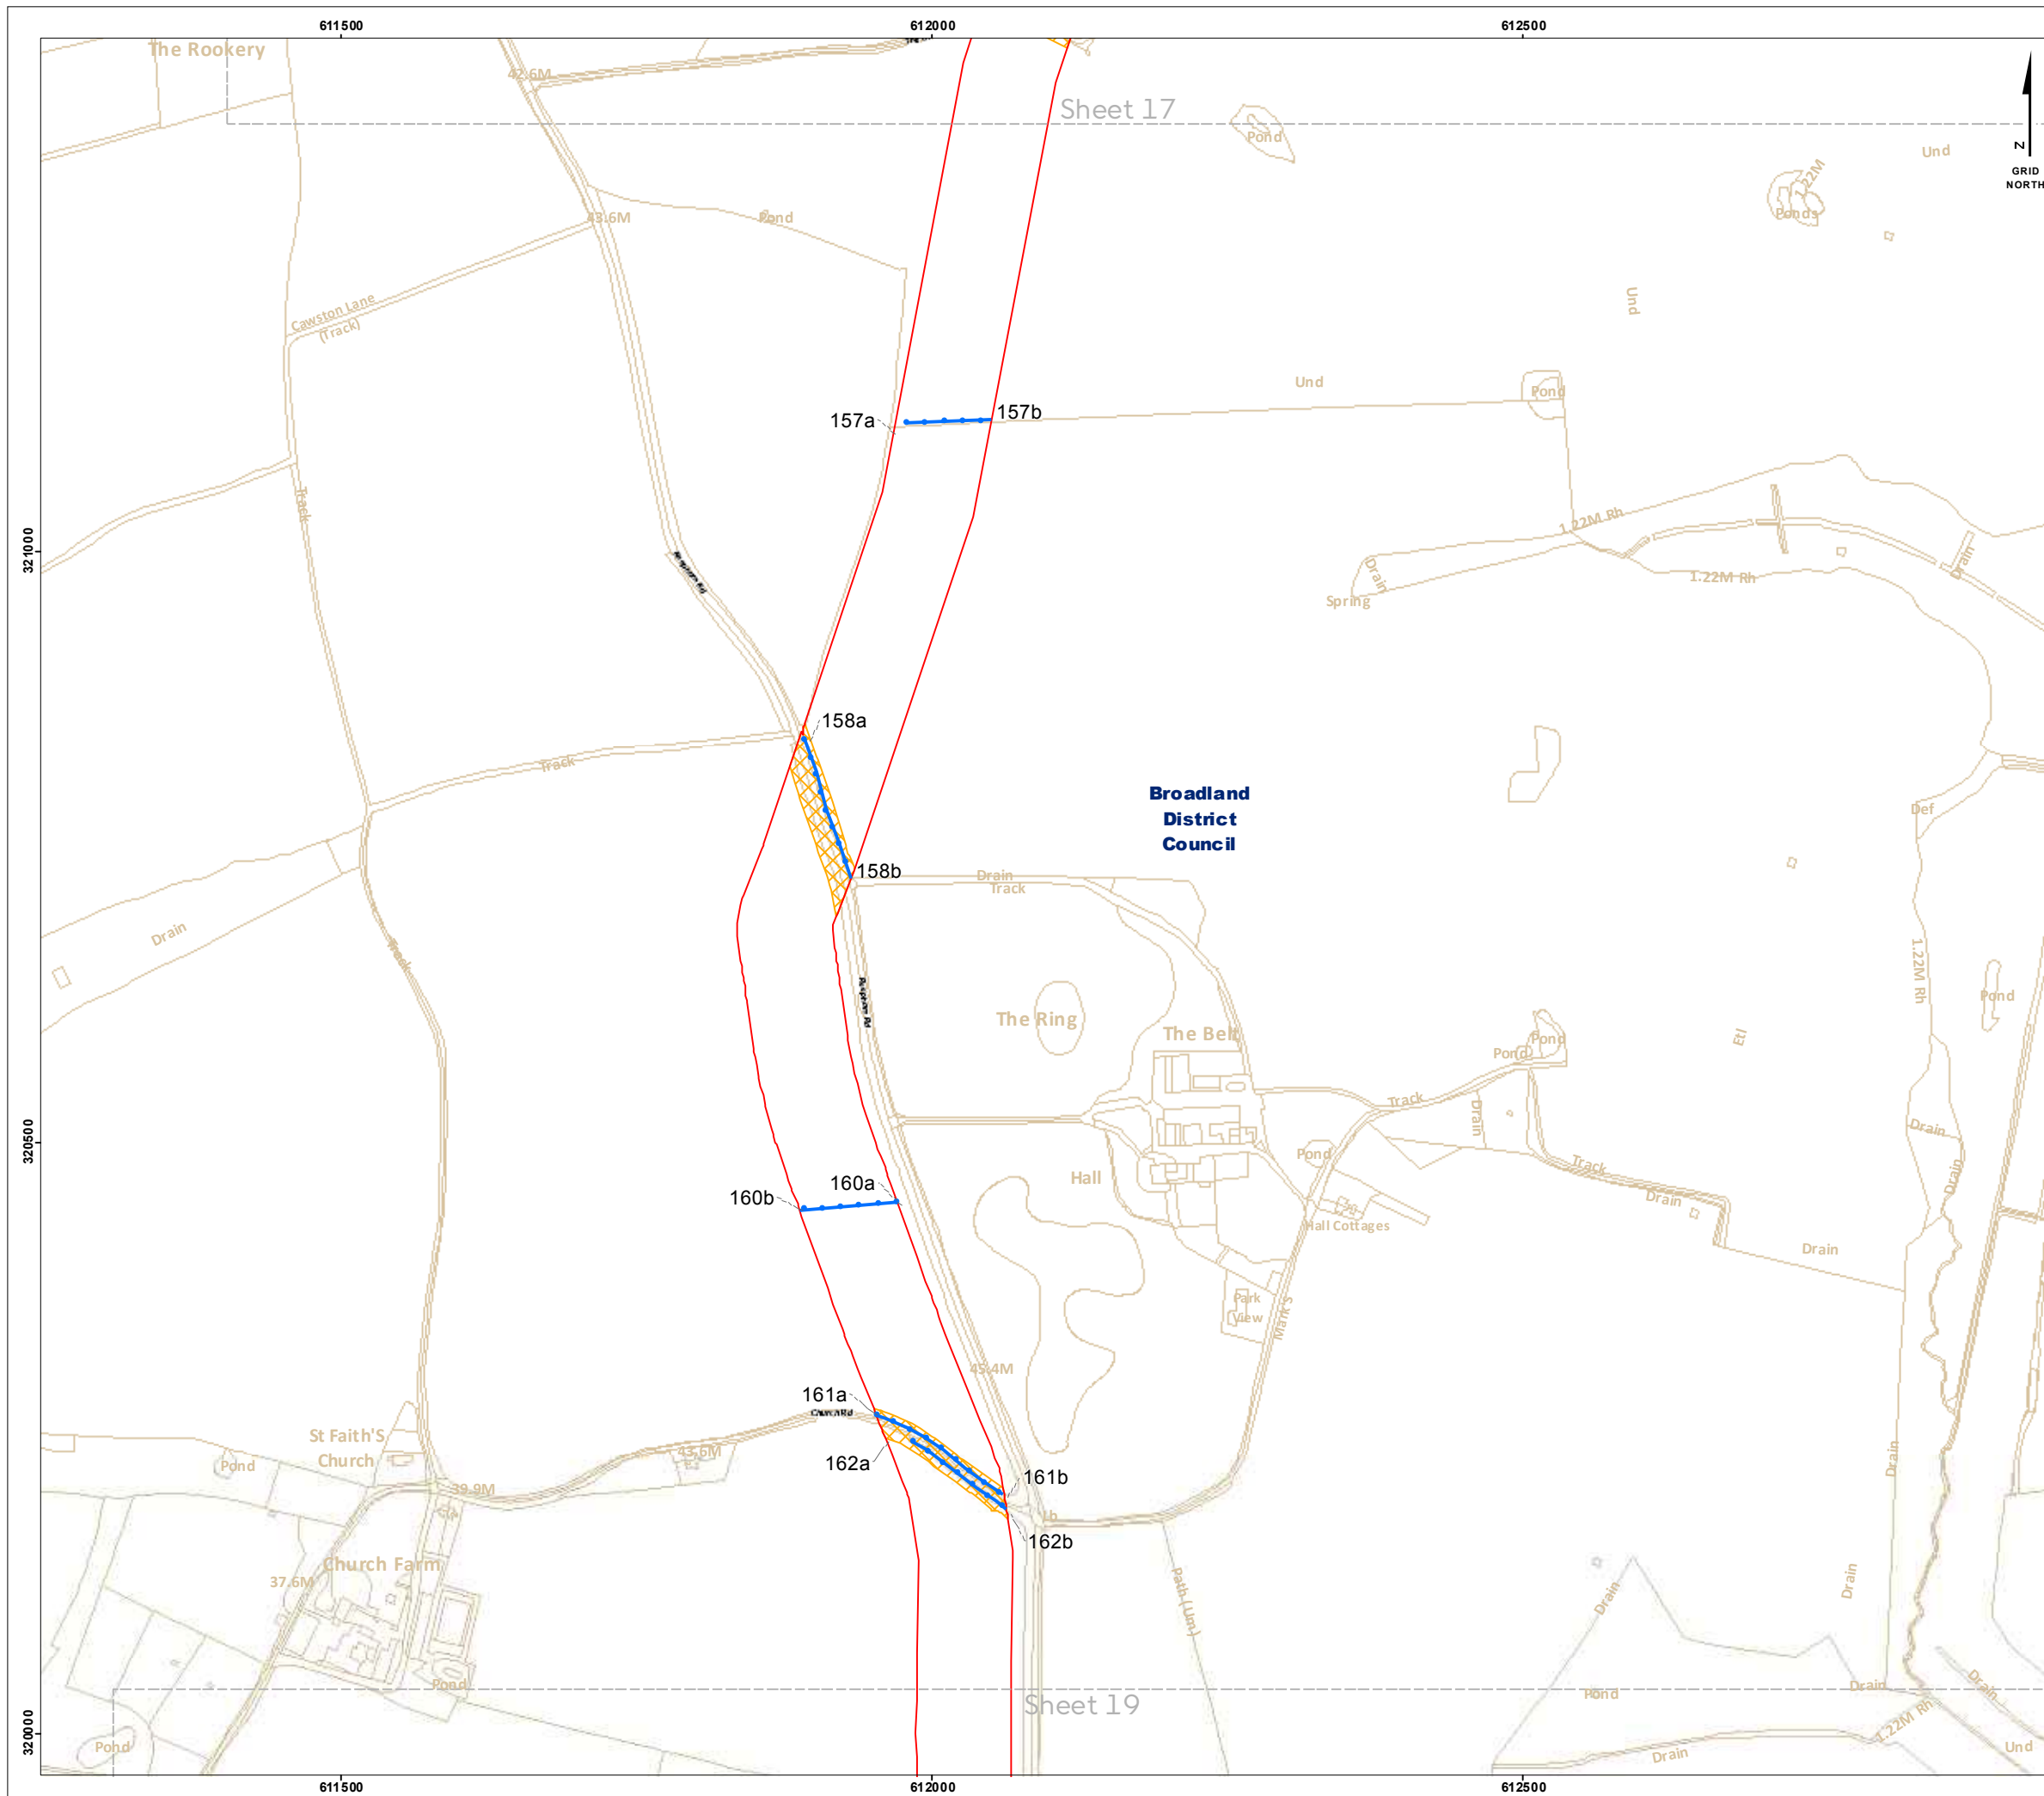 611500
612000
612500
The Rookery
42.6M
Sheet 17
Pond
Und
N
GRID
NORTH
1.22M
Ponds
43.6M
Pond
Und
Cawston Lane
(Track)
Und
Pond
157a
157b
Track
1.22M Rh
321000
Drain
Drain
1.22M Rh
Spring
158a
Track
Broadland
District
Council
Def
158b
Drain
Track
Drain
Track
1.22M Rh
Pond
The Ring
The Belt
Etl
Pond
Pond
Track
Drain
Drain
320500
Pond
Track
Drain
Hall
160a
160b
Drain
Hall Cottages
Drain
Park
View
Mark'S
45.4M
161a
Church Rd
St Faith'S
Church
43.6M
Pond
162a
161b
Drain
39.9M
162b
Church Farm
37.6M
Path (Um)
Drain
Drain
Pond
Drain
Drain
Pond
Sheet 19
1.22M Rh
320000
Pond
Drain
Und
611500
612000
612500